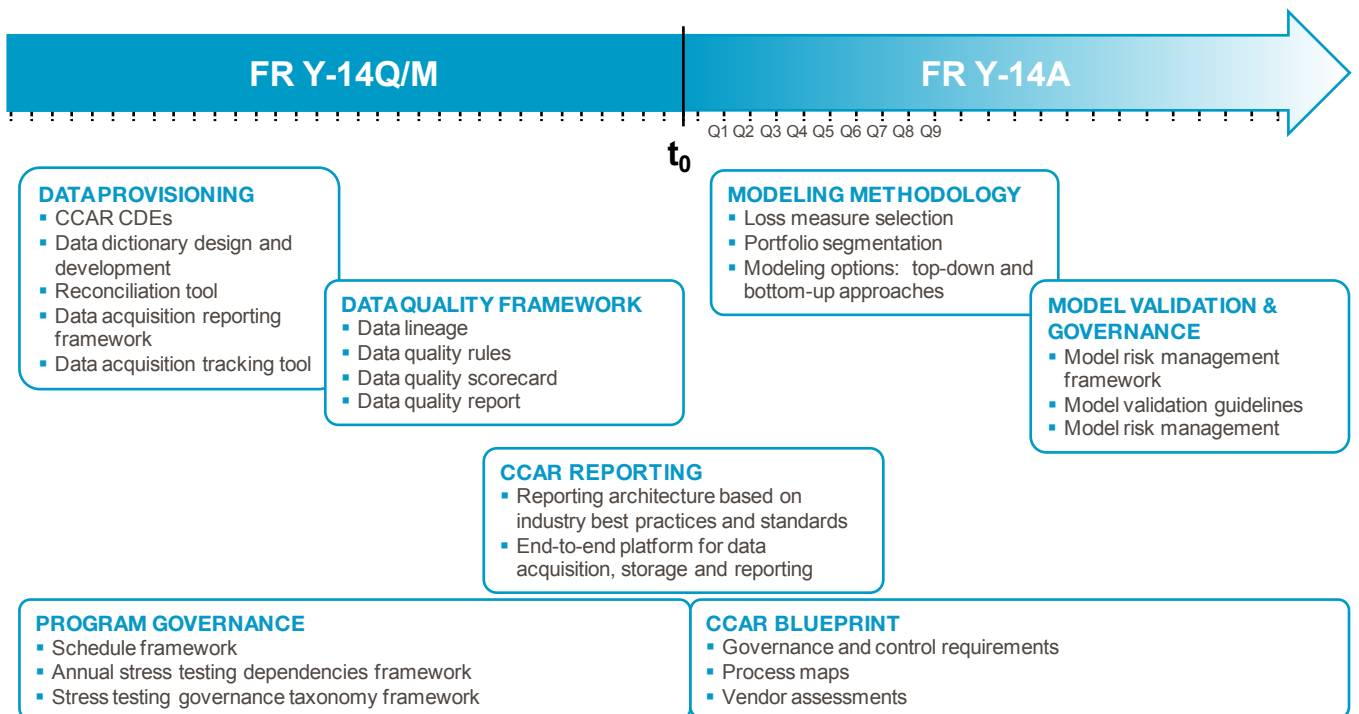 FR Y-14Q/M
FR Y-14A
Q1 Q2 Q3 Q4 Q5 Q6 Q7 Q8 Q9
t0
DATA PROVISIONING
▪ CCAR CDEs
▪ Data dictionary design and
development
▪ Reconciliation tool
▪ Data acquisition reporting
framework
▪ Data acquisition tracking tool
DATA QUALITY FRAMEWORK
▪ Data lineage
▪ Data quality rules
▪ Data quality scorecard
▪ Data quality report
MODELING METHODOLOGY
▪ Loss measure selection
▪ Portfolio segmentation
▪ Modeling options: top-down and
bottom-up approaches
MODEL VALIDATION &
GOVERNANCE
▪ Model risk management
framework
▪ Model validation guidelines
▪ Model risk management
CCAR REPORTING
▪ Reporting architecture based on
industry best practices and standards
▪ End-to-end platform for data
acquisition, storage and reporting
PROGRAM GOVERNANCE
▪ Schedule framework
▪ Annual stress testing dependencies framework
▪ Stress testing governance taxonomy framework
CCAR BLUEPRINT
▪ Governance and control requirements
▪ Process maps
▪ Vendor assessments